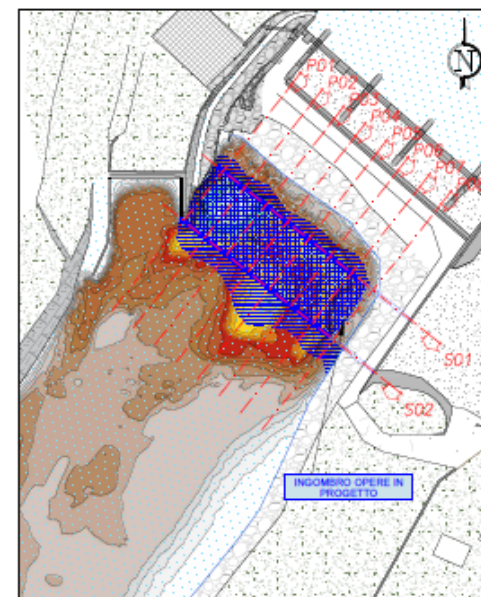 N
P01
P02
P03
P04
P05
P06
P07
S01
S02
INGOMBRO OPERE IN
PROGETTO